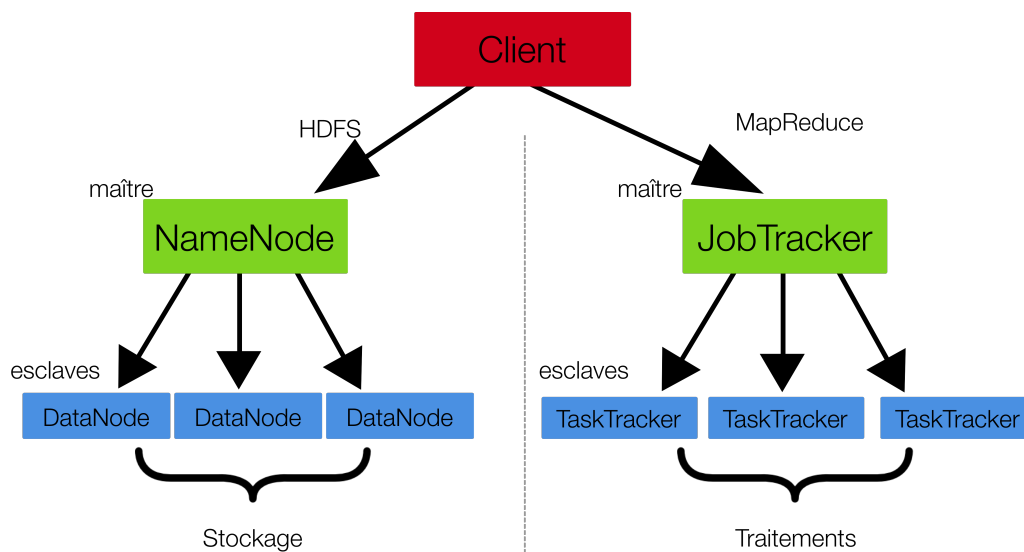 Client
HDFS
MapReduce
maître
maître
NameNode
JobTracker
esclaves
esclaves
DataNode
DataNode
DataNode
TaskTracker
TaskTracker
TaskTracker
Stockage
Traitements